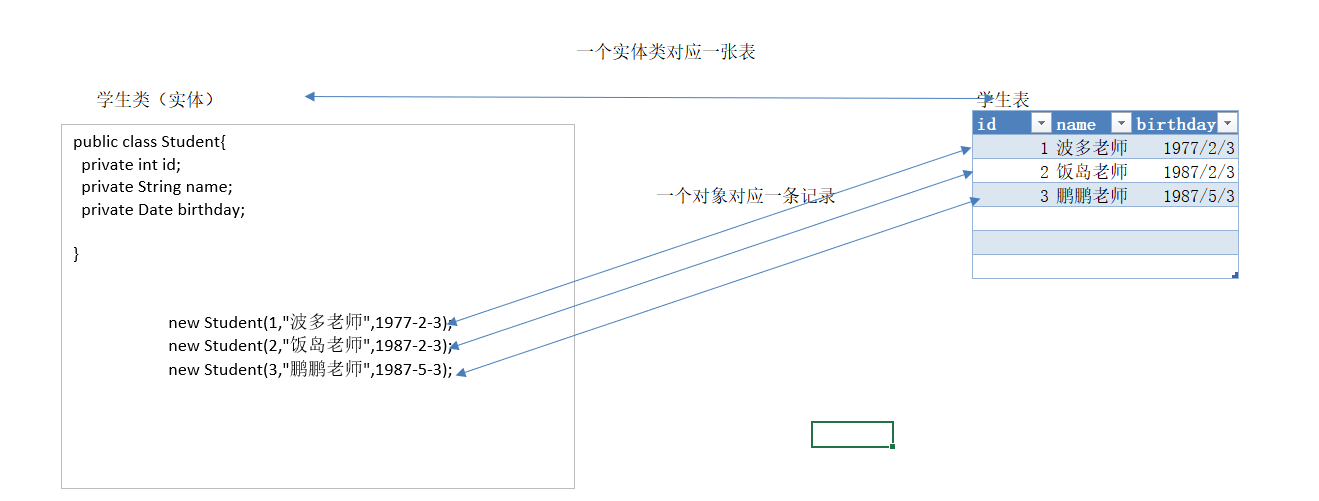 一个实体类对应一张表
学生类（实体）
学生表
public class Student{
private int id;
private String name;
private Date birthday;
}
new Student(1,"波多老师",1977-2-3);
new Student(2,"饭岛老师",1987-2-3);
new Student(3,"鹏鹏老师",1987-5-3);
一个对象对应一条记录
id name birthday
1 波多老师 1977/2/3
2 饭岛老师 1987/2/3
3 鹏鹏老师 1987/5/3